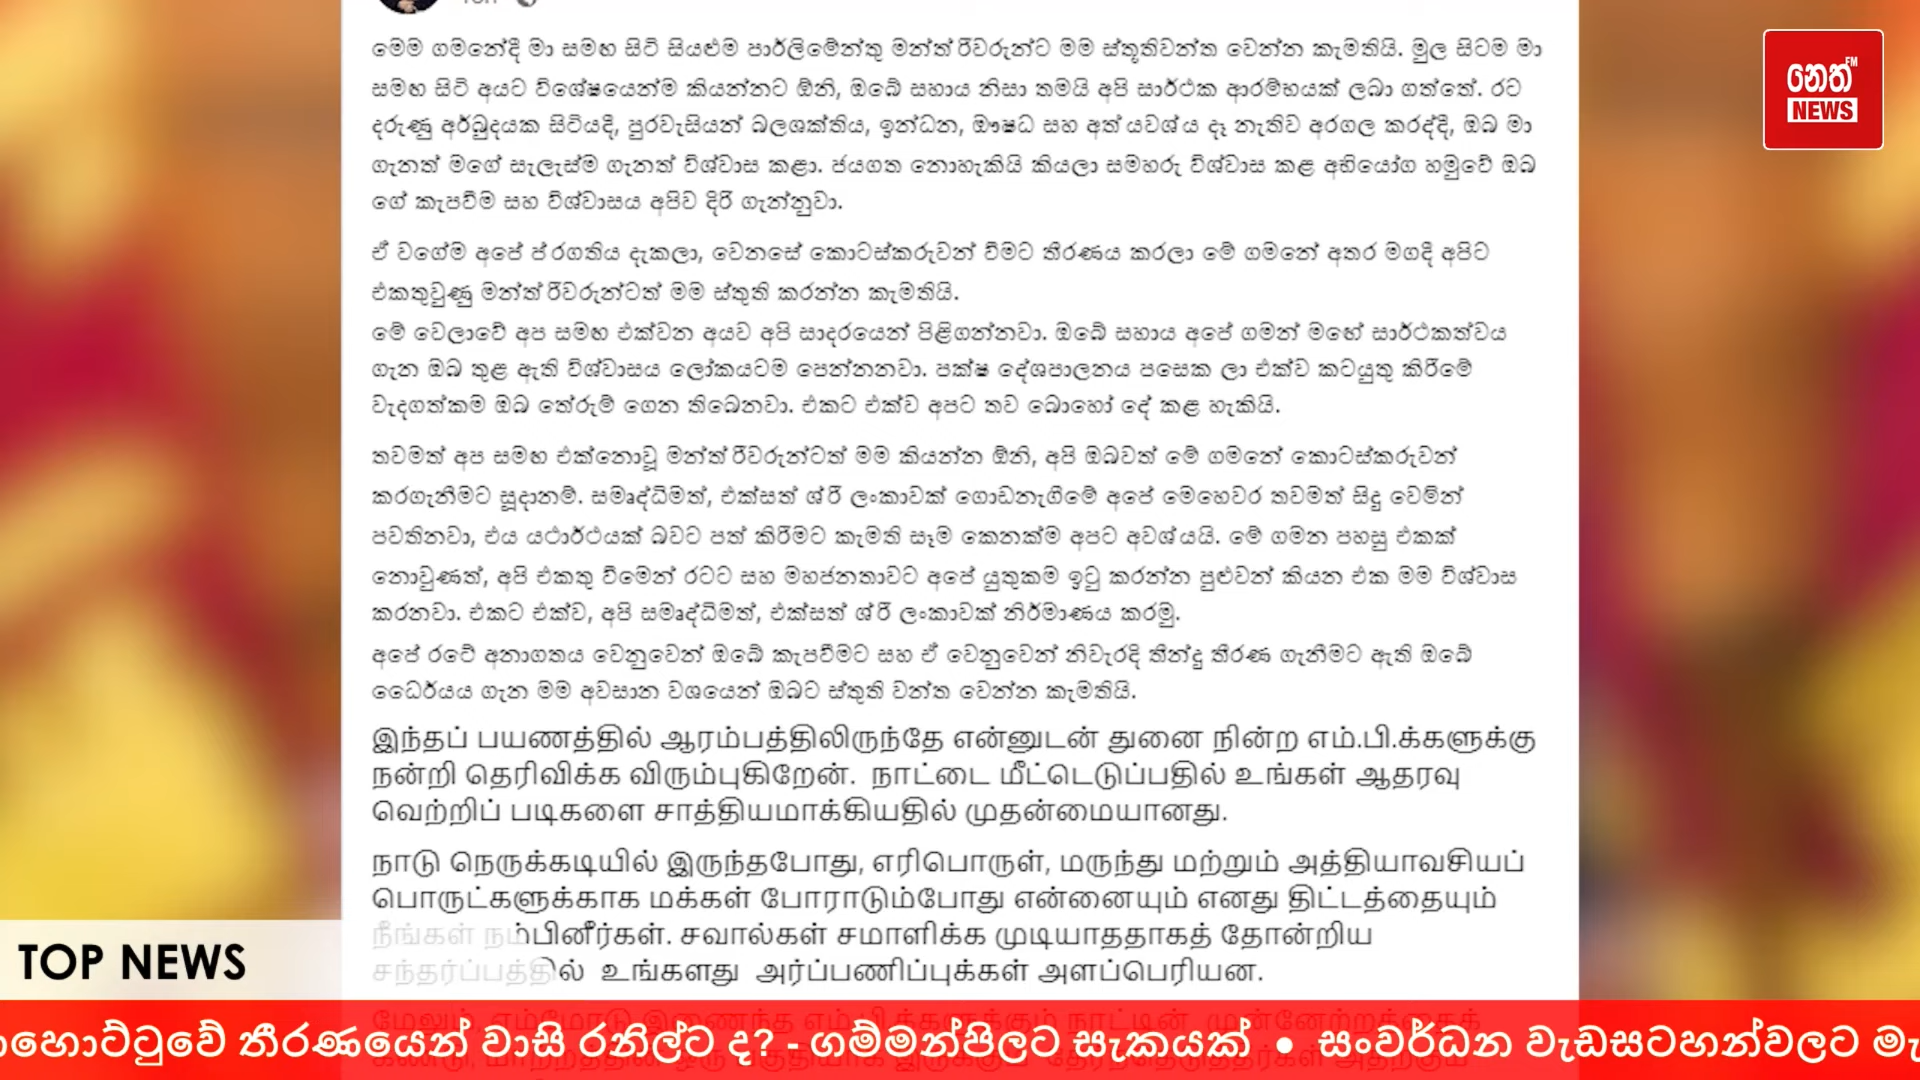 මෙම ගමනේදී මා සමඟ සිටි සියළුම පාර්ලිමේන්තු මන්ත්‍රීවරුන්ට මම ස්තූතිවන්ත වෙන්න කැමතියි. මුල සිටම මා
සමඟ සිටි අයට විශේෂයෙන්ම කියන්නට ඕනි, ඔබේ සහාය නිසා තමයි අපි සාර්ථක ආරම්භයක් ලබා ගත්තේ. රට
දරුණු අර්බුදයක සිටියදී, පුරවැසියන් බලශක්තිය, ඉන්ධන, ඖෂධ සහ අත්‍යවශ්‍ය දෑ නැතිව අරගල කරද්දි, ඔබ මා
ගැනත් මගේ සැලැස්ම ගැනත් විශ්වාස කළා. ජයගත නොහැකියි කියලා සමහරු විශ්වාස කළ අභියෝග හමුවේ ඔබ
ගේ කැපවීම සහ විශ්වාසය අපිව දිරි ගැන්නුවා.
ඒ වගේම අපේ ප්‍රගතිය දැකලා, වෙනසේ කොටස්කරුවන් වීමට තීරණය කරලා මේ ගමනේ අතර මගදී අපිට
එකතුවුණු මන්ත්‍රීවරුන්ටත් මම ස්තුති කරන්න කැමතියි.
මේ වෙලාවේ අප සමඟ එක්වන අයව අපි සාදරයෙන් පිළිගන්නවා. ඔබේ සහාය අපේ ගමන් මඟේ සාර්ථකත්වය
ගැන ඔබ තුළ ඇති විශ්වාසය ලෝකයටම පෙන්නනවා. පක්ෂ දේශපාලනය පසෙක ලා එක්ව කටයුතු කිරීමේ
වැදගත්කම ඔබ තේරුම් ගෙන තිබෙනවා. එකට එක්ව අපට තව බොහෝ දේ කළ හැකියි.
තවමත් අප සමඟ එක්නොවූ මන්ත්‍රීවරුන්ටත් මම කියන්න ඕනි, අපි ඔබවත් මේ ගමනේ කොටස්කරුවන්
කරගැනීමට සූදානම්. සමෘද්ධිමත්, එක්සත් ශ්‍රී ලංකාවක් ගොඩනැගීමේ අපේ මෙහෙවර තවමත් සිදු වෙමින්
පවතිනවා, එය යථාර්ථයක් බවට පත් කිරීමට කැමති සෑම කෙනක්ම අපට අවශ්‍යයි. මේ ගමන පහසු එකක්
නොවුණත්, අපි එකතු වීමෙන් රටට සහ මහජනතාවට අපේ යුතුකම ඉටු කරන්න පුළුවන් කියන එක මම විශ්වාස
කරනවා. එකට එක්ව, අපි සමෘද්ධිමත්, එක්සත් ශ්‍රී ලංකාවක් නිර්මාණය කරමු.
අපේ රටේ අනාගතය වෙනුවෙන් ඔබේ කැපවීමට සහ ඒ වෙනුවෙන් නිවැරදි තීන්දු තීරණ ගැනීමට ඇති ඔබේ
ධෛර්යය ගැන මම අවසාන වශයෙන් ඔබට ස්තුති වන්ත වෙන්න කැමතියි.
இந்தப் பயணத்தில் ஆரம்பத்திலிருந்தே என்னுடன் துனை நின்ற எம்.பி.க்களுக்கு
நன்றி தெரிவிக்க விரும்புகிறேன். நாட்டை மீட்டெடுப்பதில் உங்கள் ஆதரவு
வெற்றிப் படிகளை சாத்தியமாக்கியதில் முதன்மையானது.
நாடு நெருக்கடியில் இருந்தபோது, எரிபொருள், மருந்து மற்றும் அத்தியாவசியப்
பொருட்களுக்காக மக்கள் போராடும்போது என்னையும் எனது திட்டத்தையும்
நீங்கள் நம்பினீர்கள். சவால்கள் சமாளிக்க முடியாததாகத் தோன்றிய
சந்தர்ப்பத்தில் உங்களது அர்ப்பணிப்புக்கள் அளப்பெரியன.
மேலும், எம்மோடு இணைந்த எம்.பி.க்களுக்கும் நாட்டின் முன்னேற்றத்தைக்
නෙත් FM
NEWS
TOP NEWS
හොට්ටුවේ තීරණයෙන් වාසි රනිල්ට ද? - ගම්මන්පිලට සැකයක් ● සංවර්ධන වැඩසටහන්වලට